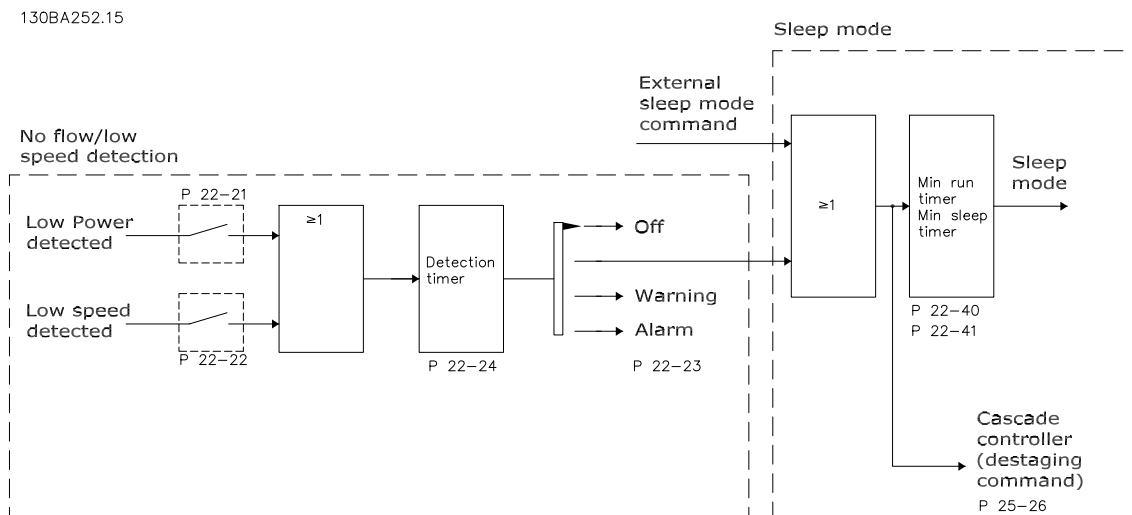 130BA252.15
Sleep mode
External
sleep mode
command
No flow/low
speed detection
P 22-21
Low Power
detected
≥1
Detection
timer
Off
Warning
Alarm
≥1
Min run
timer
Min sleep
timer
Sleep
mode
Low speed
detected
P 22-22
P 22-24
P 22-23
P 22-40
P 22-41
Cascade
controller
(destaging
command)
P 25-26